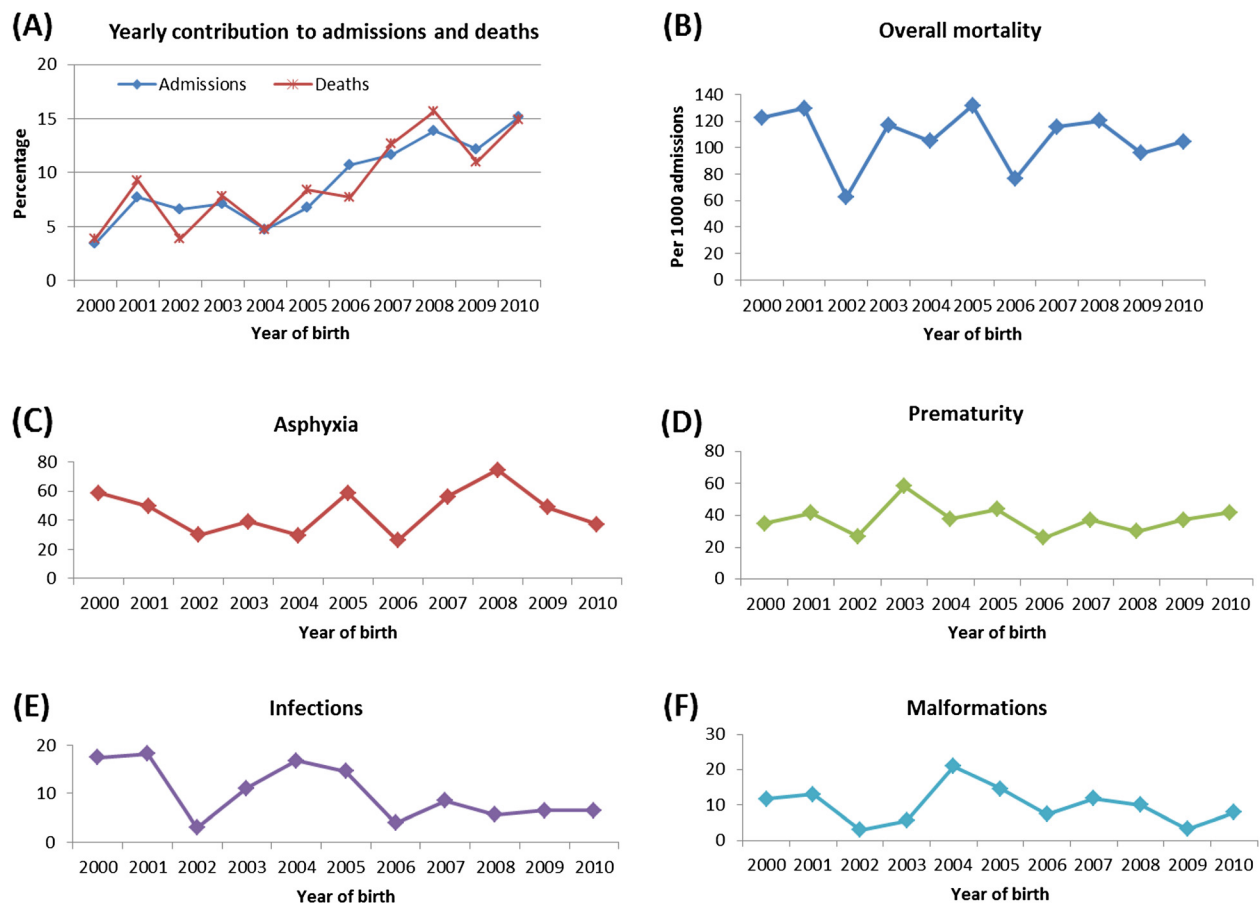 (A)
Yearly contribution to admissions and deaths
20
15
10
5
0
Percentage
Admissions Deaths
2000 2001 2002 2003 2004 2005 2006 2007 2008 2009 2010
Year of birth
(B)
Overall mortality
140
120
100
80
60
40
20
0
Per 1000 admissions
2000 2001 2002 2003 2004 2005 2006 2007 2008 2009 2010
Year of birth
(C)
Asphyxia
80
60
40
20
0
2000 2001 2002 2003 2004 2005 2006 2007 2008 2009 2010
Year of birth
(D)
Prematurity
80
60
40
20
0
2000 2001 2002 2003 2004 2005 2006 2007 2008 2009 2010
Year of birth
(E)
Infections
20
10
0
2000 2001 2002 2003 2004 2005 2006 2007 2008 2009 2010
Year of birth
(F)
Malformations
30
20
10
0
2000 2001 2002 2003 2004 2005 2006 2007 2008 2009 2010
Year of birth